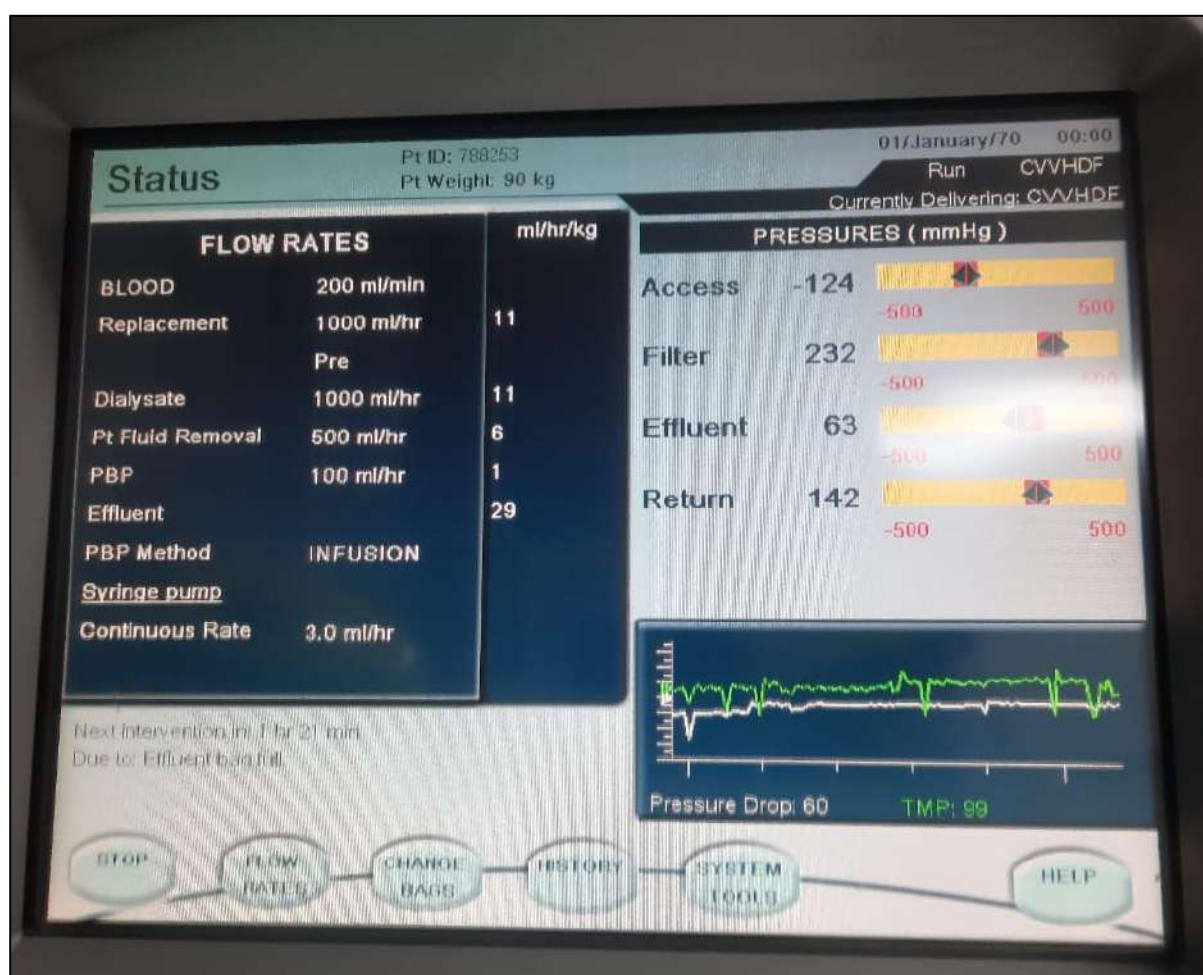 Status
Pt ID: 788253
Pt Weight: 90 kg
01/January/70 00:00
Run CVVHDF
Currently Delivering: CVVHDF
FLOW RATES ml/hr/kg
BLOOD 200 ml/min
Replacement 1000 ml/hr 11
Pre
Dialysate 1000 ml/hr 11
Pt Fluid Removal 500 ml/hr 6
PBP 100 ml/hr 1
Effluent 29
PBP Method INFUSION
Syringe pump
Continuous Rate 3.0 ml/hr
PRESSURES ( mmHg )
Access -124
-500 500
Filter 232
-500 500
Effluent 63
-500 500
Return 142
-500 500
Pressure Drop: 60 TMP: 99
Next intervention in: 1 hr 21 min
Due to: Effluent bag full.
STOP
FLOW RATES
CHANGE BAGS
HISTORY
SYSTEM TOOLS
HELP